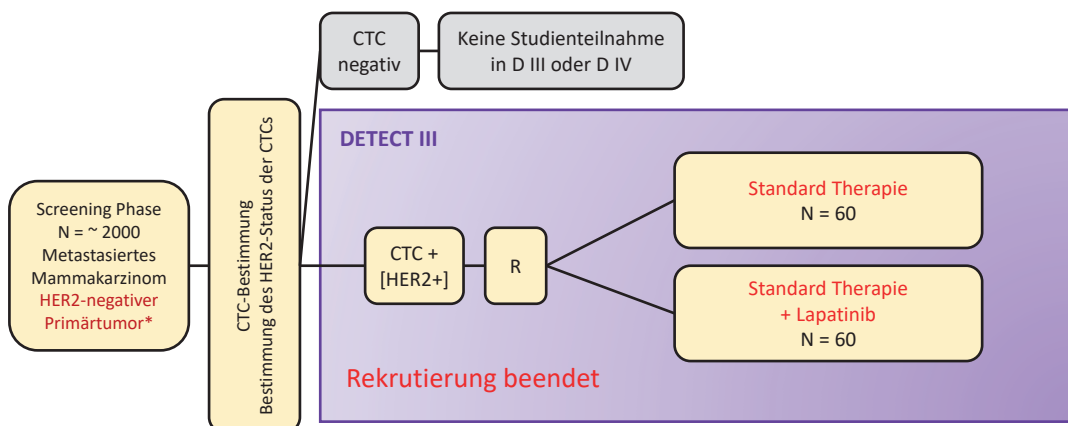 Screening Phase
N = ~ 2000
Metastasiertes
Mammakarzinom
HER2-negativer
Primärtumor*
CTC-Bestimmung
Bestimmung des HER2-Status der CTCs
CTC
negativ
Keine Studienteilnahme
in D III oder D IV
DETECT III
CTC +
[HER2+]
R
Standard Therapie
N = 60
Standard Therapie
+ Lapatinib
N = 60
Rekrutierung beendet